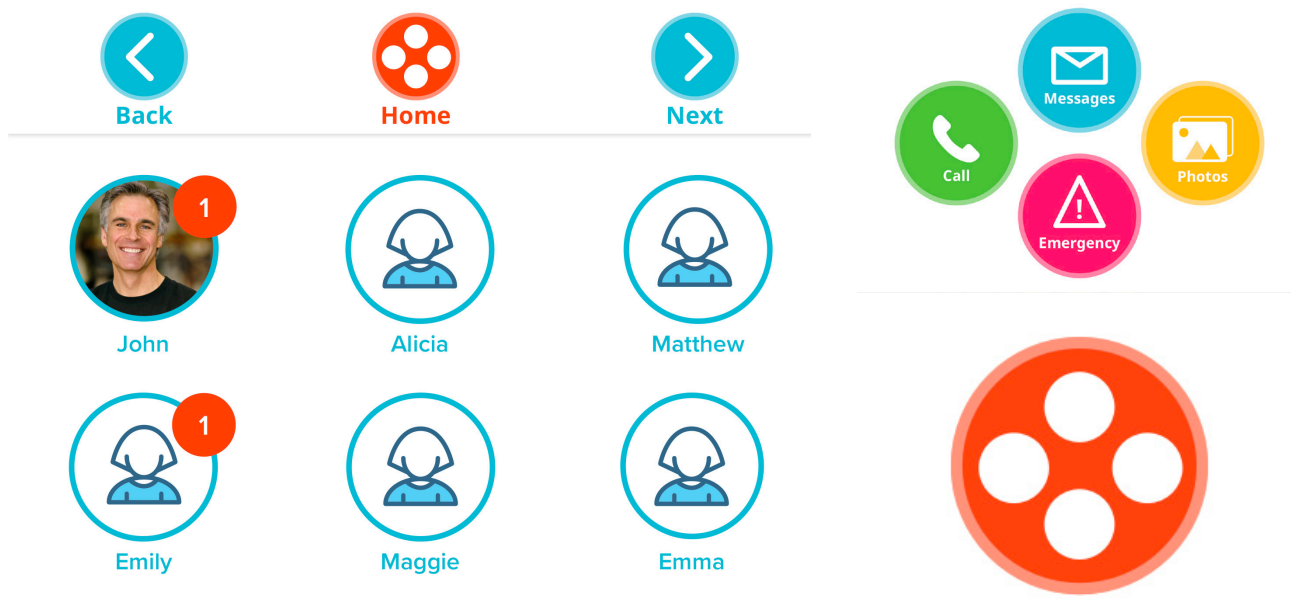 Back
Home
Next
1
John
Alicia
Matthew
1
Emily
Maggie
Emma
Messages
Call
Photos
!
Emergency